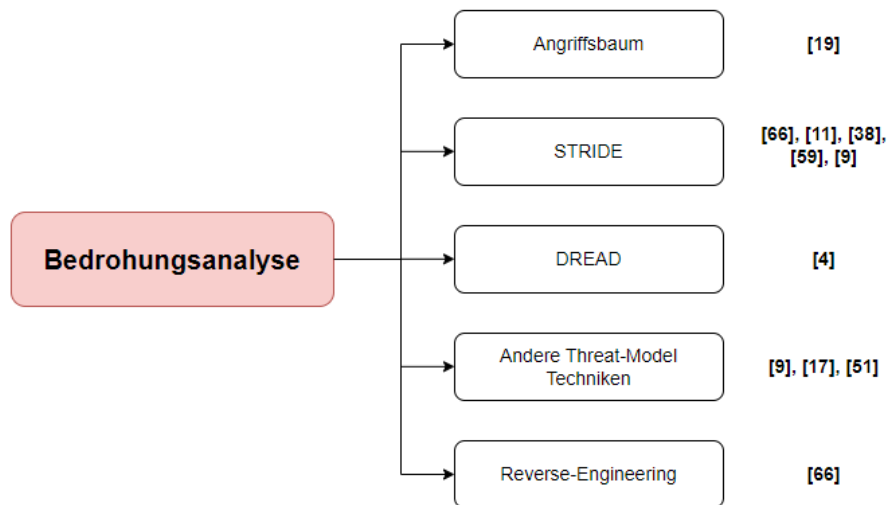 Angriffsbaum
[19]
STRIDE
[66], [11], [38],
[59], [9]
Bedrohungsanalyse
DREAD
[4]
Andere Threat-Model
Techniken
[9], [17], [51]
Reverse-Engineering
[66]